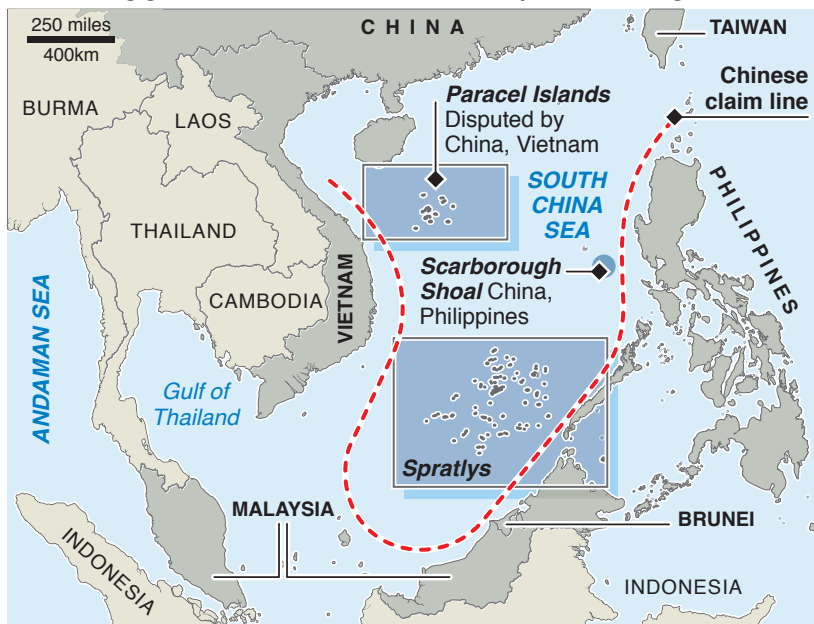 250 miles
400km
CHINA
TAIWAN
Chinese
claim line
BURMA
LAOS
Paracel Islands
Disputed by
China, Vietnam
SOUTH
CHINA
SEA
PHILIPPINES
THAILAND
VIETNAM
Scarborough
Shoal China,
Philippines
CAMBODIA
ANDAMAN SEA
Gulf of
Thailand
Spratlys
MALAYSIA
BRUNEI
INDONESIA
INDONESIA